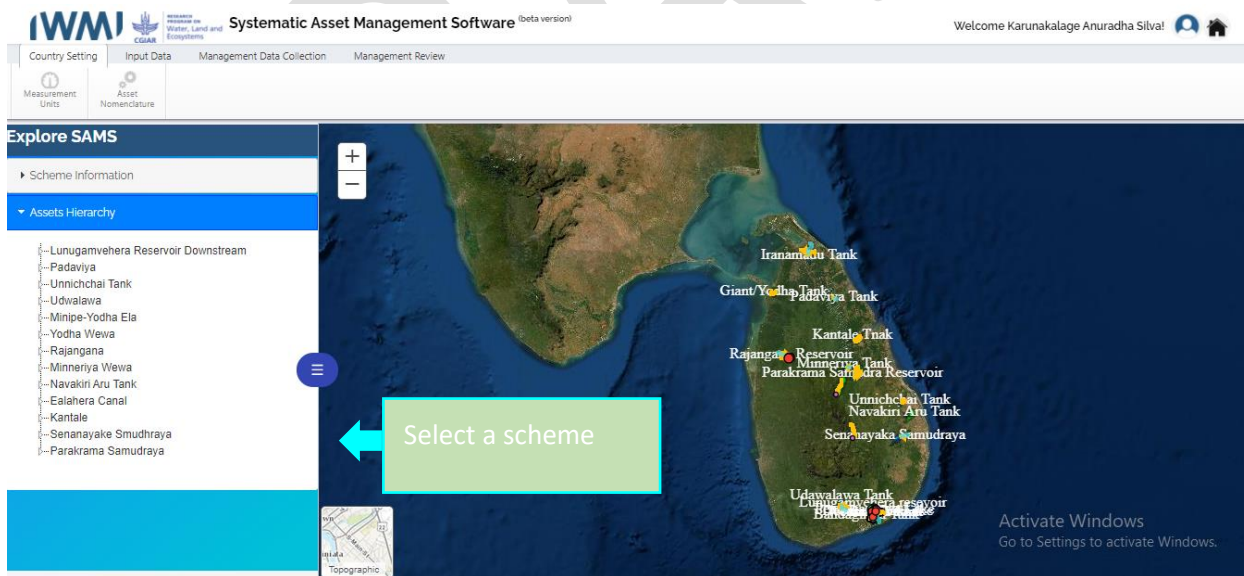 IWMI
CGIAR
RESEARCH PROGRAM ON
Water, Land and
Ecosystems
Systematic Asset Management Software (beta version)
Welcome Karunakalage Anuradha Silva!
Country Setting Input Data Management Data Collection Management Review
Measurement Units
Asset Nomenclature
Explore SAMS
Scheme Information
Assets Hierarchy
Lunugamvehera Reservoir Downstream
Padaviya
Unnichchai Tank
Udwalawa
Minipe-Yodha Ela
Yodha Wewa
Rajangana
Minneriya Wewa
Navakiri Aru Tank
Ealahera Canal
Kantale
Senanayake Smudhraya
Parakrama Samudraya
+
−
Select a scheme
Iranamadu Tank
Giant/Yodha Tank
Padaviya Tank
Kantale Tnak
Rajangana Reservoir
Minneriya Tank
Parakrama Samudra Reservoir
Unnichchai Tank
Navakiri Aru Tank
Senanayaka Samudraya
Udawalawa Tank
Lunugamvehera resevoir
Topographic
Activate Windows
Go to Settings to activate Windows.